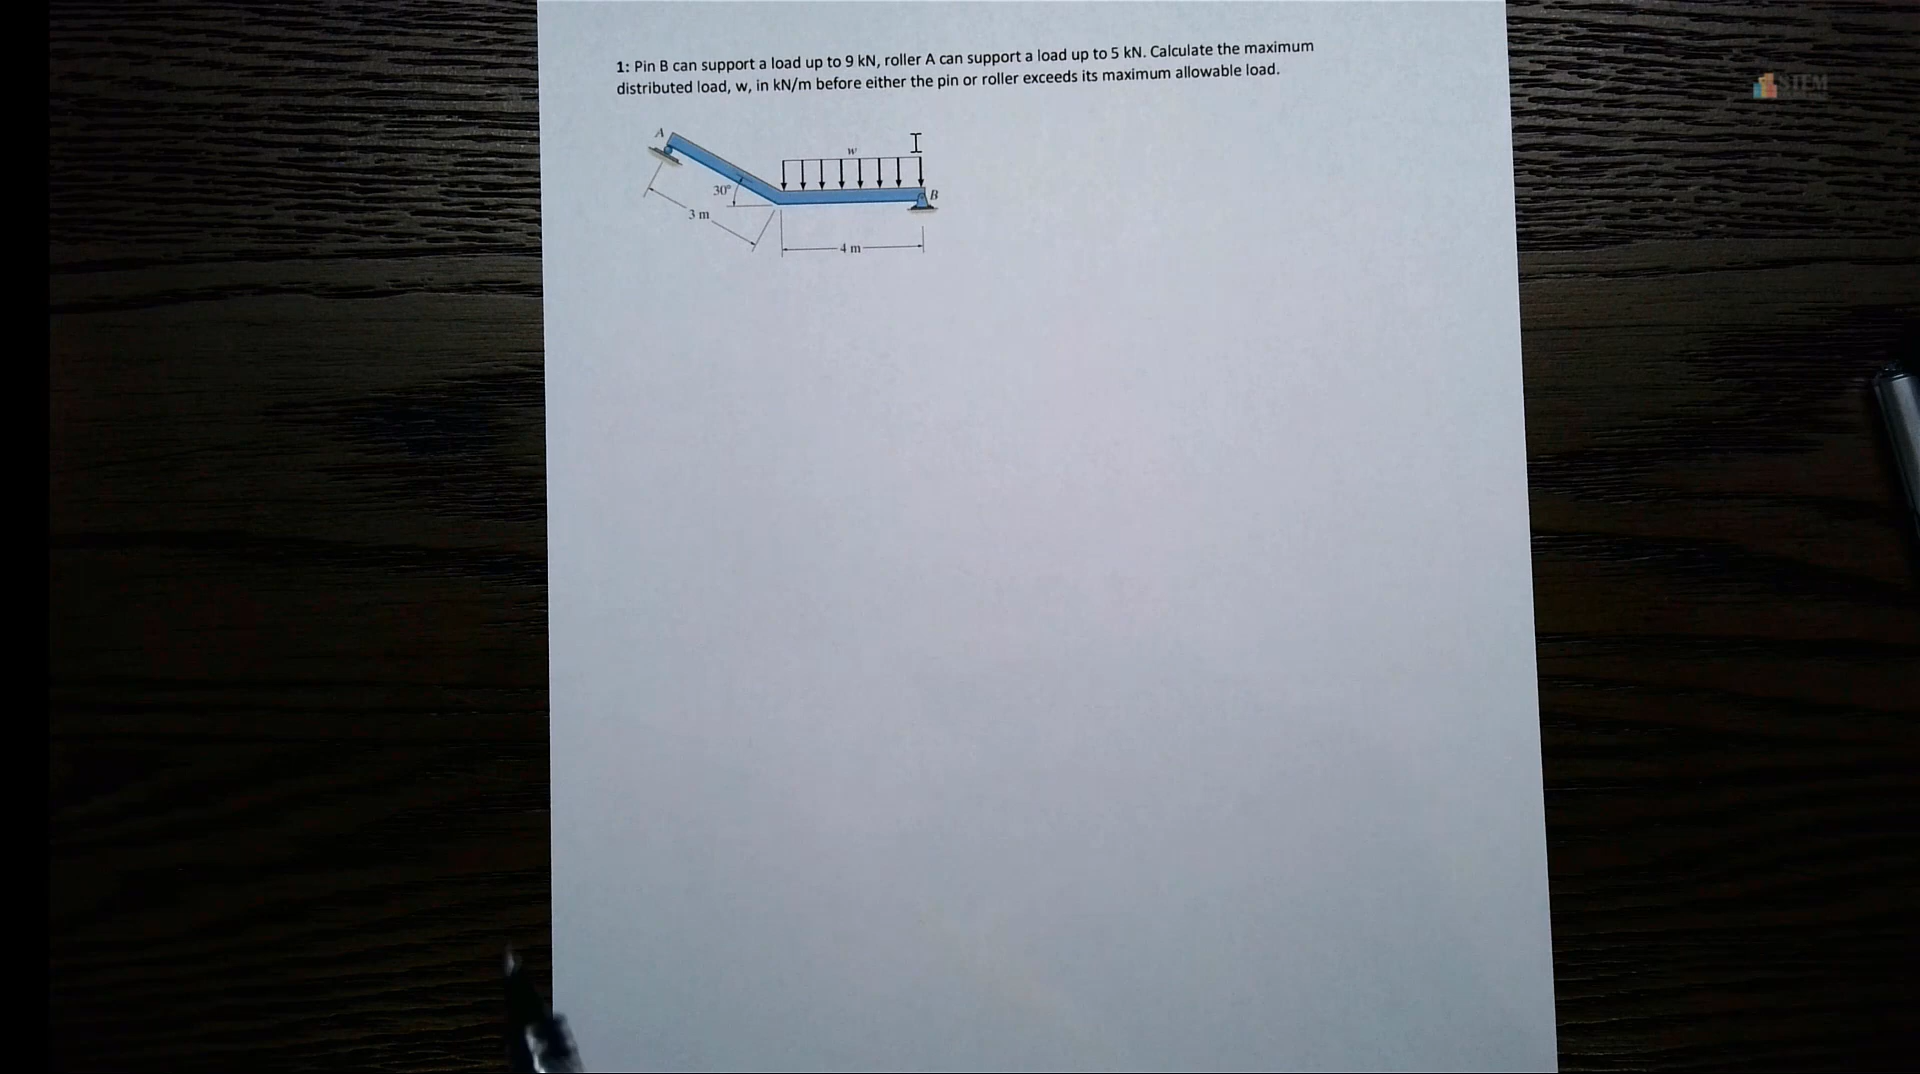 1: Pin B can support a load up to 9 kN, roller A can support a load up to 5 kN. Calculate the maximum
distributed load, w, in kN/m before either the pin or roller exceeds its maximum allowable load.
STEM
A
w
30°
B
3 m
4 m